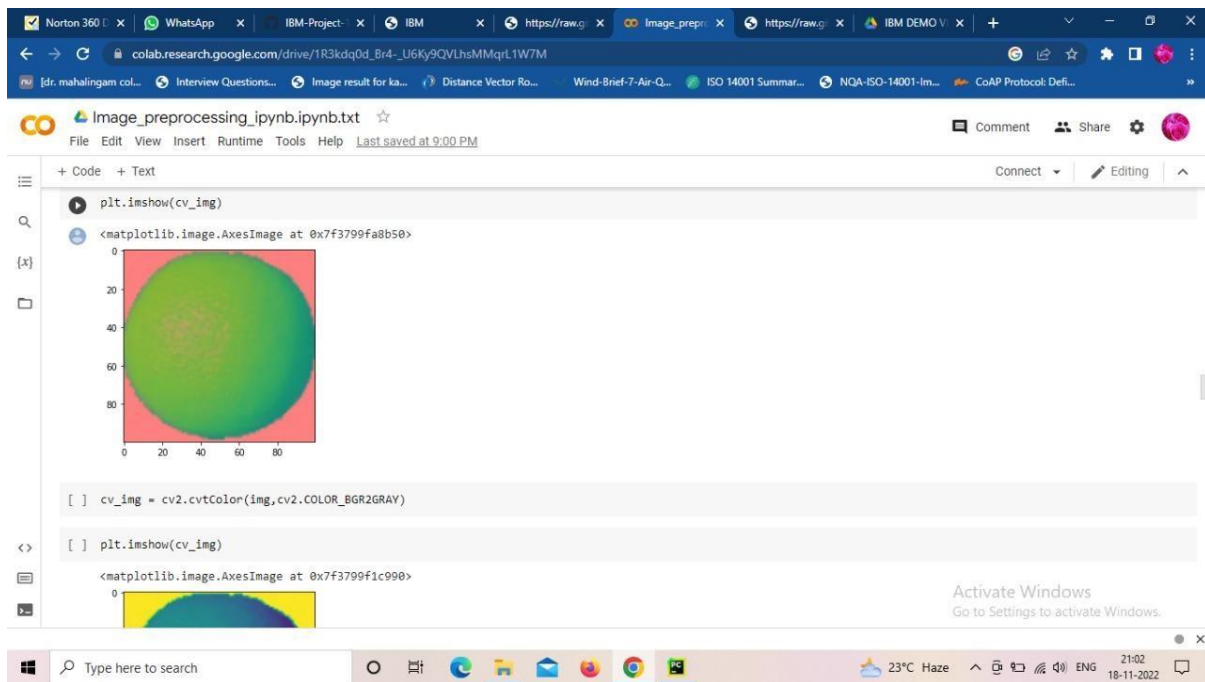 Norton 360 D
WhatsApp
IBM-Project-
IBM
https://raw.g
Image_prepro
https://raw.gi
IBM DEMO VI
colab.research.google.com/drive/1R3kdq0d_Br4-_U6Ky9QVLhsMMqrL1W7M
[dr. mahalingam col... Interview Questions... Image result for ka... Distance Vector Ro... Wind-Brief-7-Air-Q... ISO 14001 Summar... NQA-ISO-14001-Im... CoAP Protocol: Defi... »
CO Image_preprocessing_ipynb.ipynb.txt
Comment Share
File Edit View Insert Runtime Tools Help Last saved at 9:00 PM
+ Code + Text Connect Editing
plt.imshow(cv_img)
<matplotlib.image.AxesImage at 0x7f3799fa8b50>
{x}
0
20
40
60
80
0 20 40 60 80
[ ] cv_img = cv2.cvtColor(img,cv2.COLOR_BGR2GRAY)
[ ] plt.imshow(cv_img)
<matplotlib.image.AxesImage at 0x7f3799f1c990>
0
Activate Windows
Go to Settings to activate Windows.
Type here to search
PC
23°C Haze
ENG
21:02
18-11-2022